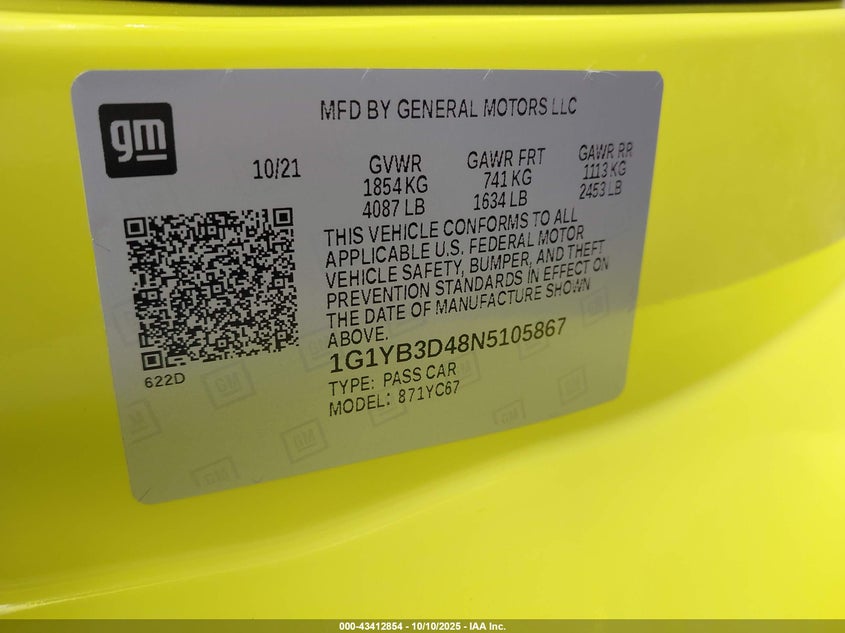 gm
MFD BY GENERAL MOTORS LLC
10/21
GVWR
1854 KG
4087 LB
GAWR FRT
741 KG
1634 LB
GAWR RR
1113 KG
2453 LB
THIS VEHICLE CONFORMS TO ALL
APPLICABLE U.S. FEDERAL MOTOR
VEHICLE SAFETY, BUMPER, AND THEFT
PREVENTION STANDARDS IN EFFECT ON
THE DATE OF MANUFACTURE SHOWN
ABOVE.
1G1YB3D48N5105867
622D
TYPE: PASS CAR
MODEL: 871YC67
000-43412854 - 10/10/2025 - IAA Inc.